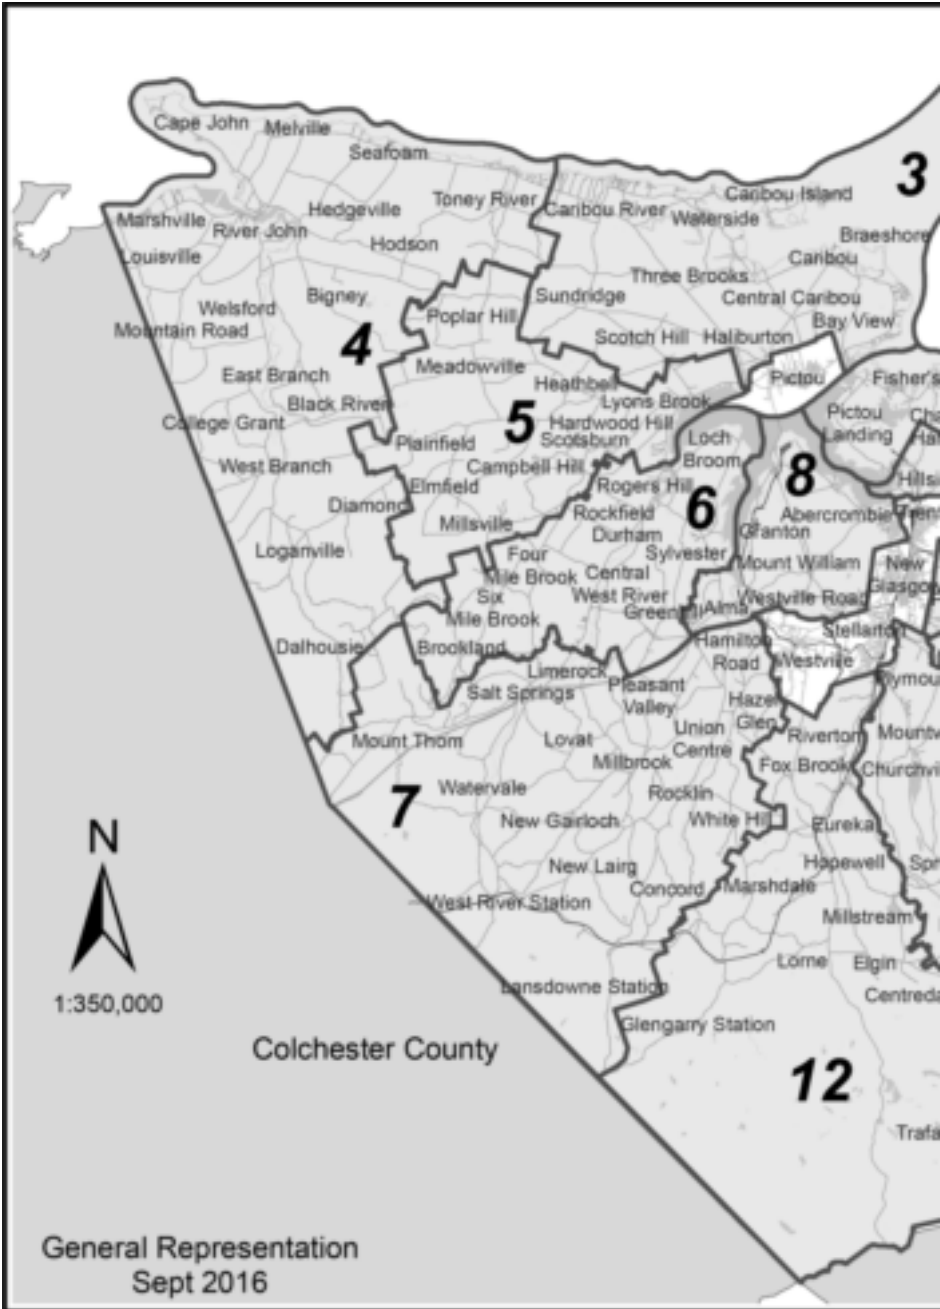 Cape John
Melville
Seafoam
3
Toney River
Caribou Island
Marshville
Hedgeville
Caribou River
Waterside
River John
Braeshore
Hodson
Louisville
Caribou
Three Brooks
Bigney
Sundridge
Central Caribou
Welsford
Poplar Hill
Bay View
Mountain Road
4
Scotch Hill
Haliburton
Meadowville
East Branch
Heathbell
Pictou
Fisher's
Black River
Lyons Brook
College Grant
5
Hardwood Hill
Pictou
Landing
Plainfield
Scotsburn
Loch
Broom
West Branch
Campbell Hill
8
Elmfield
Rogers Hill
6
Diamond
Rockfield
Abercrombie
Millsville
Durham
Granton
Loganville
Four
Mile Brook
Sylvester
Mount William
New
Glasgow
Central
West River
Six
Mile Brook
Westville Road
Green Hill
Alma
Stellarton
Dalhousie
Brookland
Hamilton
Road
Westville
Limerock
Salt Springs
Pleasant
Valley
Hazel
Glen
Mount Thom
Lovat
Union
Centre
Riverton
Millbrook
Fox Brook
7
Watervale
Rocklin
New Gairloch
White Hill
Eureka
N
New Lairg
Hopewell
Concord
Marshdale
West River Station
Millstream
Lorne
Elgin
Lansdowne Station
1:350,000
Glengarry Station
Colchester County
12
General Representation
Sept 2016